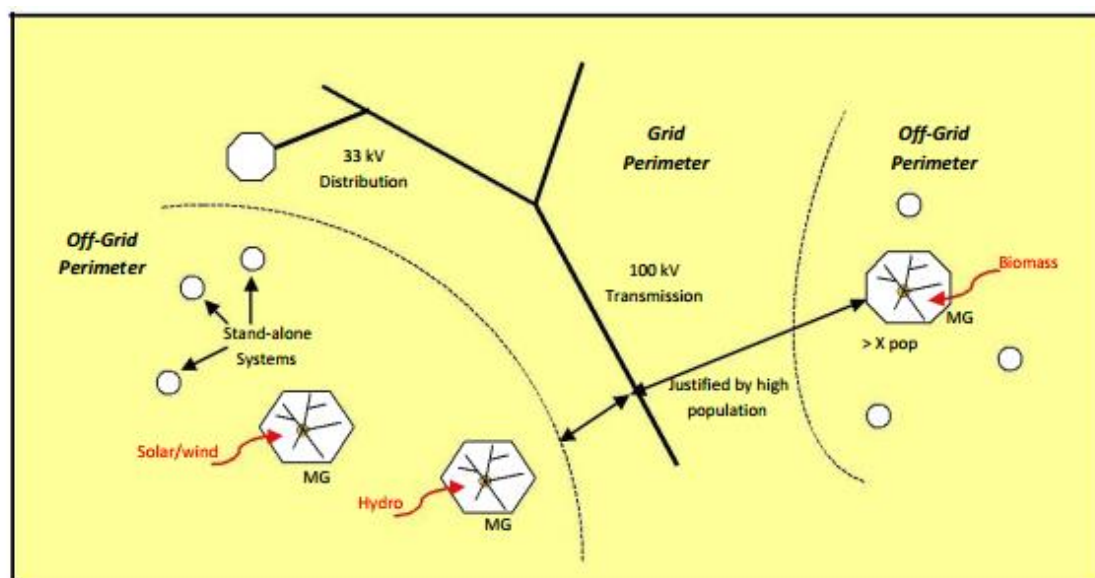 Grid
Perimeter
Off-Grid
Perimeter
33 kV
Distribution
Off-Grid
Perimeter
100 kV
Transmission
Biomass
MG
> X pop
Stand-alone
Systems
Justified by high
population
Solar/wind
MG
Hydro
MG